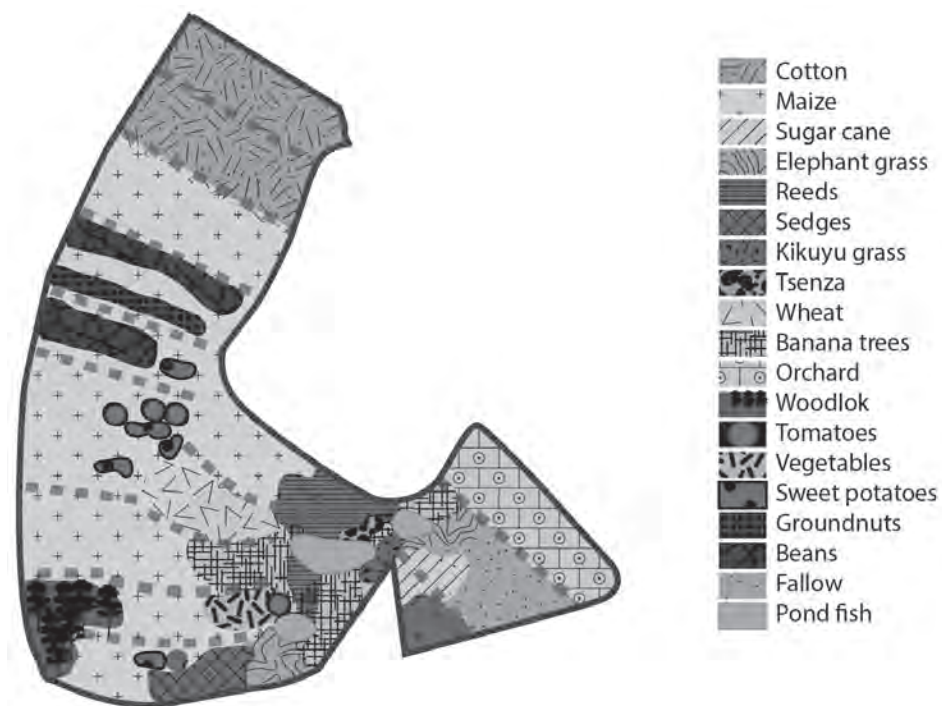 Cotton
Maize
Sugar cane
Elephant grass
Reeds
Sedges
Kikuyu grass
Tsenza
Wheat
Banana trees
Orchard
Woodlok
Tomatoes
Vegetables
Sweet potatoes
Groundnuts
Beans
Fallow
Pond fish